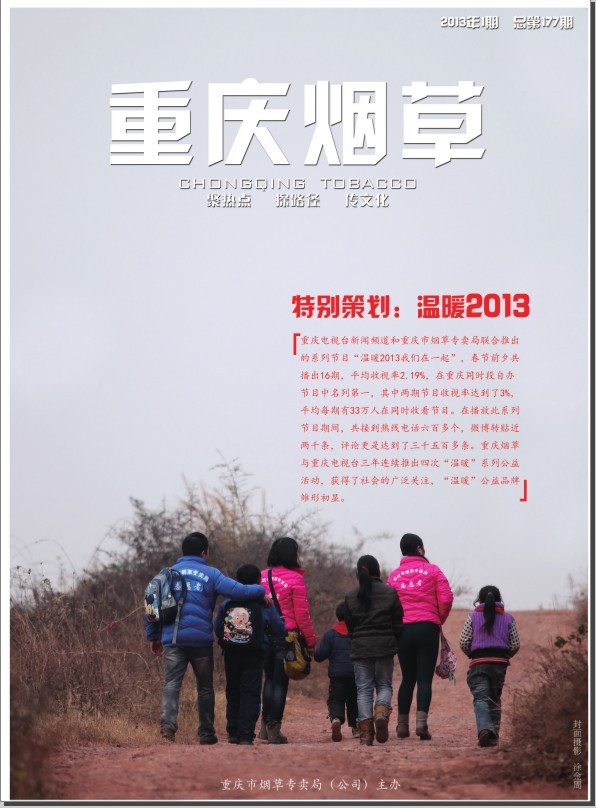 2013年1期 总第177期
重庆烟草
CHONGQING TOBACCO
聚热点 探路径 传文化
特别策划：温暖2013
「重庆电视台新闻频道和重庆市烟草专卖局联合推出
的系列节目“温暖2013我们在一起”，春节前夕共
播出16期，平均收视率2.19%，在重庆同时段自办
节目中名列第一，其中两期节目收视率达到了3%，
平均每期有33万人在同时收看节目。在播放此系列
节目期间，共接到热线电话六百多个，微博转贴近
两千条，评论更是达到了三千五百多条。重庆烟草
与重庆电视台三年连续推出四次“温暖”系列公益
活动，获得了社会的广泛关注，“温暖”公益品牌
雏形初显。」
志愿者
封面摄影 涂金周
重庆市烟草专卖局（公司）主办